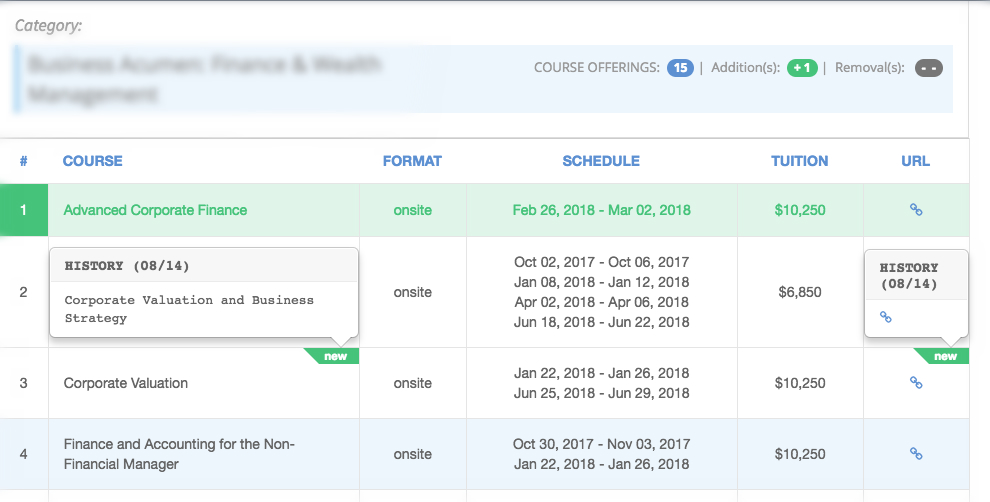 Category:
Business Acumen: Finance & Wealth
Management
COURSE OFFERINGS: 15 | Addition(s): +1 | Removal(s): - -
# COURSE FORMAT SCHEDULE TUITION URL
1 Advanced Corporate Finance onsite Feb 26, 2018 - Mar 02, 2018 $10,250
HISTORY (08/14)
Corporate Valuation and Business
Strategy
2 onsite $6,850
Oct 02, 2017 - Oct 06, 2017
Jan 08, 2018 - Jan 12, 2018
Apr 02, 2018 - Apr 06, 2018
Jun 18, 2018 - Jun 22, 2018
HISTORY
(08/14)
new
new
3 Corporate Valuation onsite $10,250
Jan 22, 2018 - Jan 26, 2018
Jun 25, 2018 - Jun 29, 2018
4 Finance and Accounting for the Non-
Financial Manager
onsite
Oct 30, 2017 - Nov 03, 2017
Jan 22, 2018 - Jan 26, 2018
$10,250